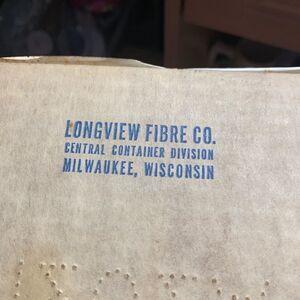 LONGVIEW FIBRE CO.
CENTRAL CONTAINER DIVISION
MILWAUKEE, WISCONSIN